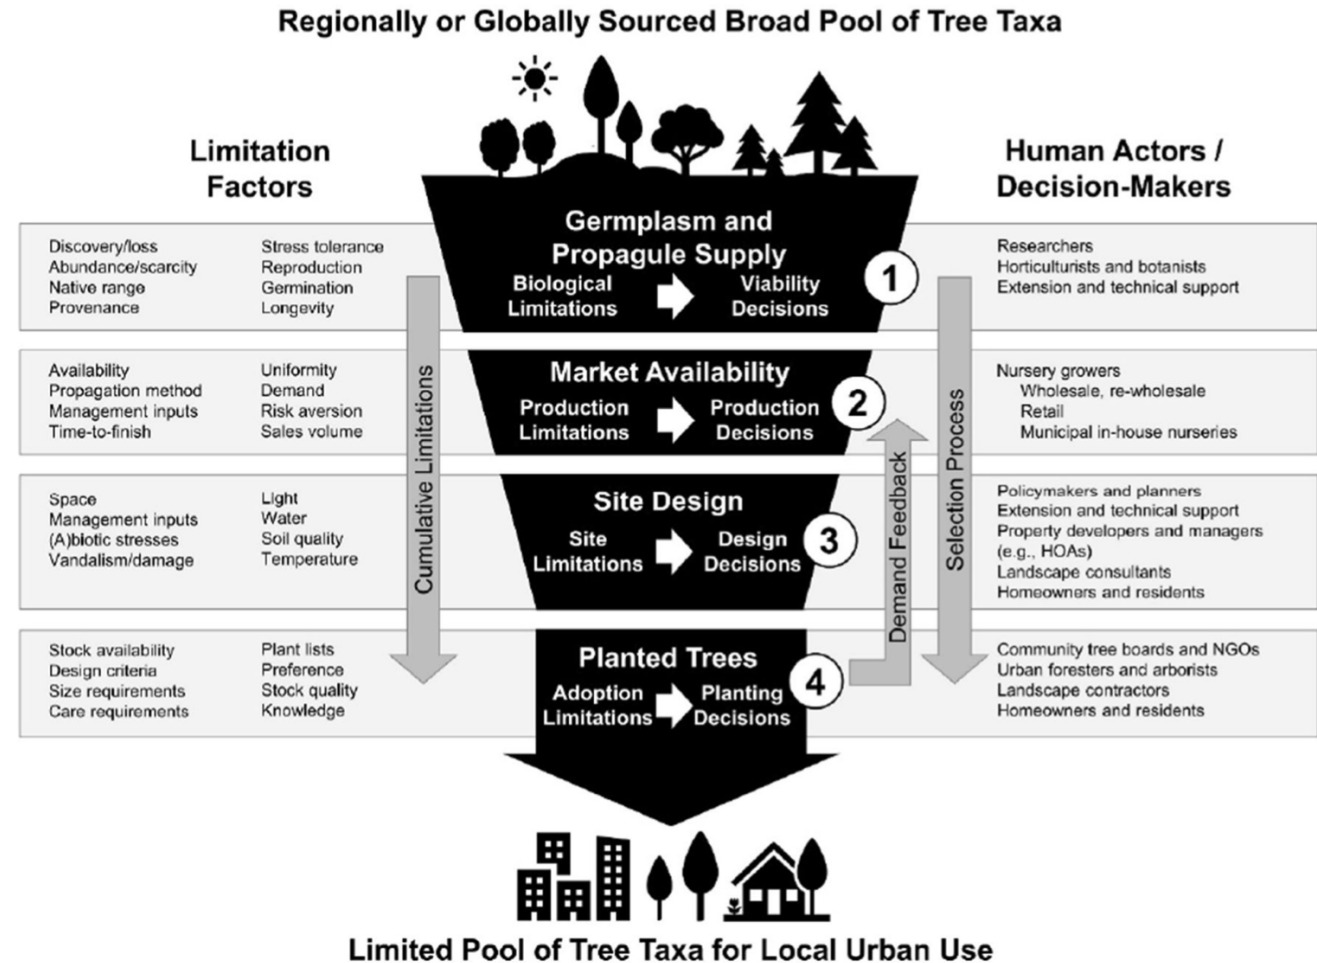 Regionally or Globally Sourced Broad Pool of Tree Taxa
Limitation
Factors
Human Actors /
Decision-Makers
Discovery/loss
Abundance/scarcity
Native range
Provenance
Stress tolerance
Reproduction
Germination
Longevity
Germplasm and
Propagule Supply
Biological
Limitations
Viability
Decisions
1
Researchers
Horticulturists and botanists
Extension and technical support
Availability
Propagation method
Management inputs
Time-to-finish
Uniformity
Demand
Risk aversion
Sales volume
Market Availability
Production
Limitations
Production
Decisions
2
Nursery growers
Wholesale, re-wholesale
Retail
Municipal in-house nurseries
Space
Management inputs
(A)biotic stresses
Vandalism/damage
Light
Water
Soil quality
Temperature
Site Design
Site
Limitations
Design
Decisions
3
Policymakers and planners
Extension and technical support
Property developers and managers
(e.g., HOAs)
Landscape consultants
Homeowners and residents
Stock availability
Design criteria
Size requirements
Care requirements
Plant lists
Preference
Stock quality
Knowledge
Planted Trees
Adoption
Limitations
Planting
Decisions
4
Community tree boards and NGOs
Urban foresters and arborists
Landscape contractors
Homeowners and residents
Cumulative Limitations
Demand Feedback
Selection Process
Limited Pool of Tree Taxa for Local Urban Use